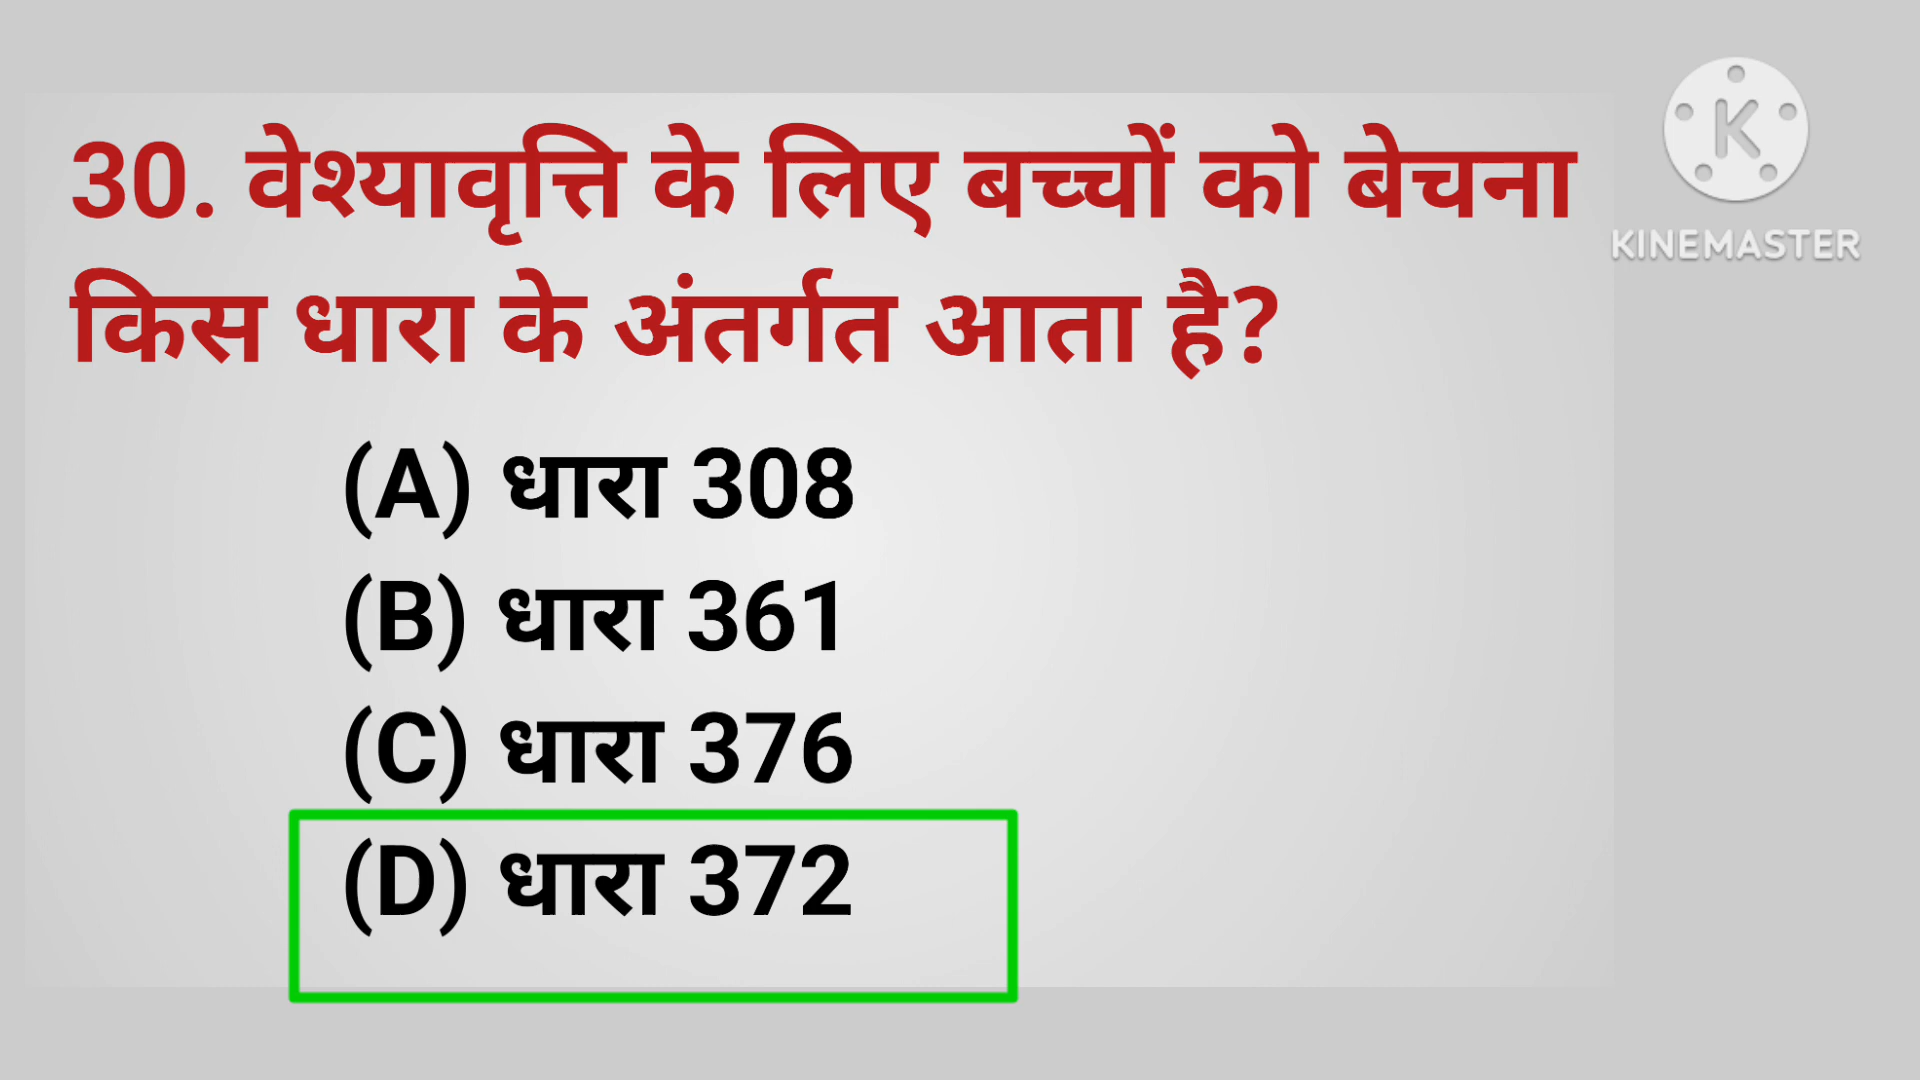 30. वेश्यावृत्ति के लिए बच्चों को बेचना
किस धारा के अंतर्गत आता है?
(A) धारा 308
(B) धारा 361
(C) धारा 376
(D) धारा 372
K
KINEMASTER